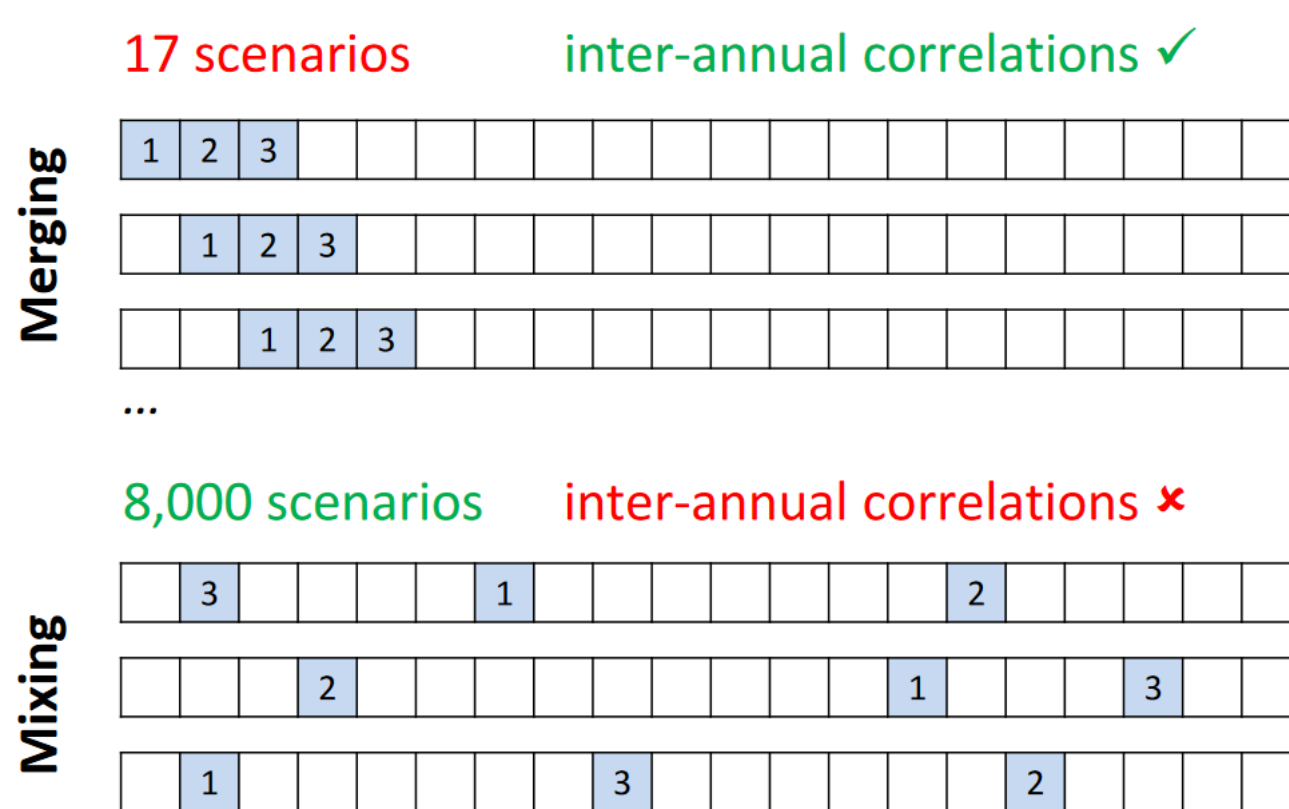 17 scenarios inter-annual correlations ✓
Merging
1 2 3
1 2 3
1 2 3
...
8,000 scenarios inter-annual correlations ✘
Mixing
3 1 2
2 1 3
1 3 2